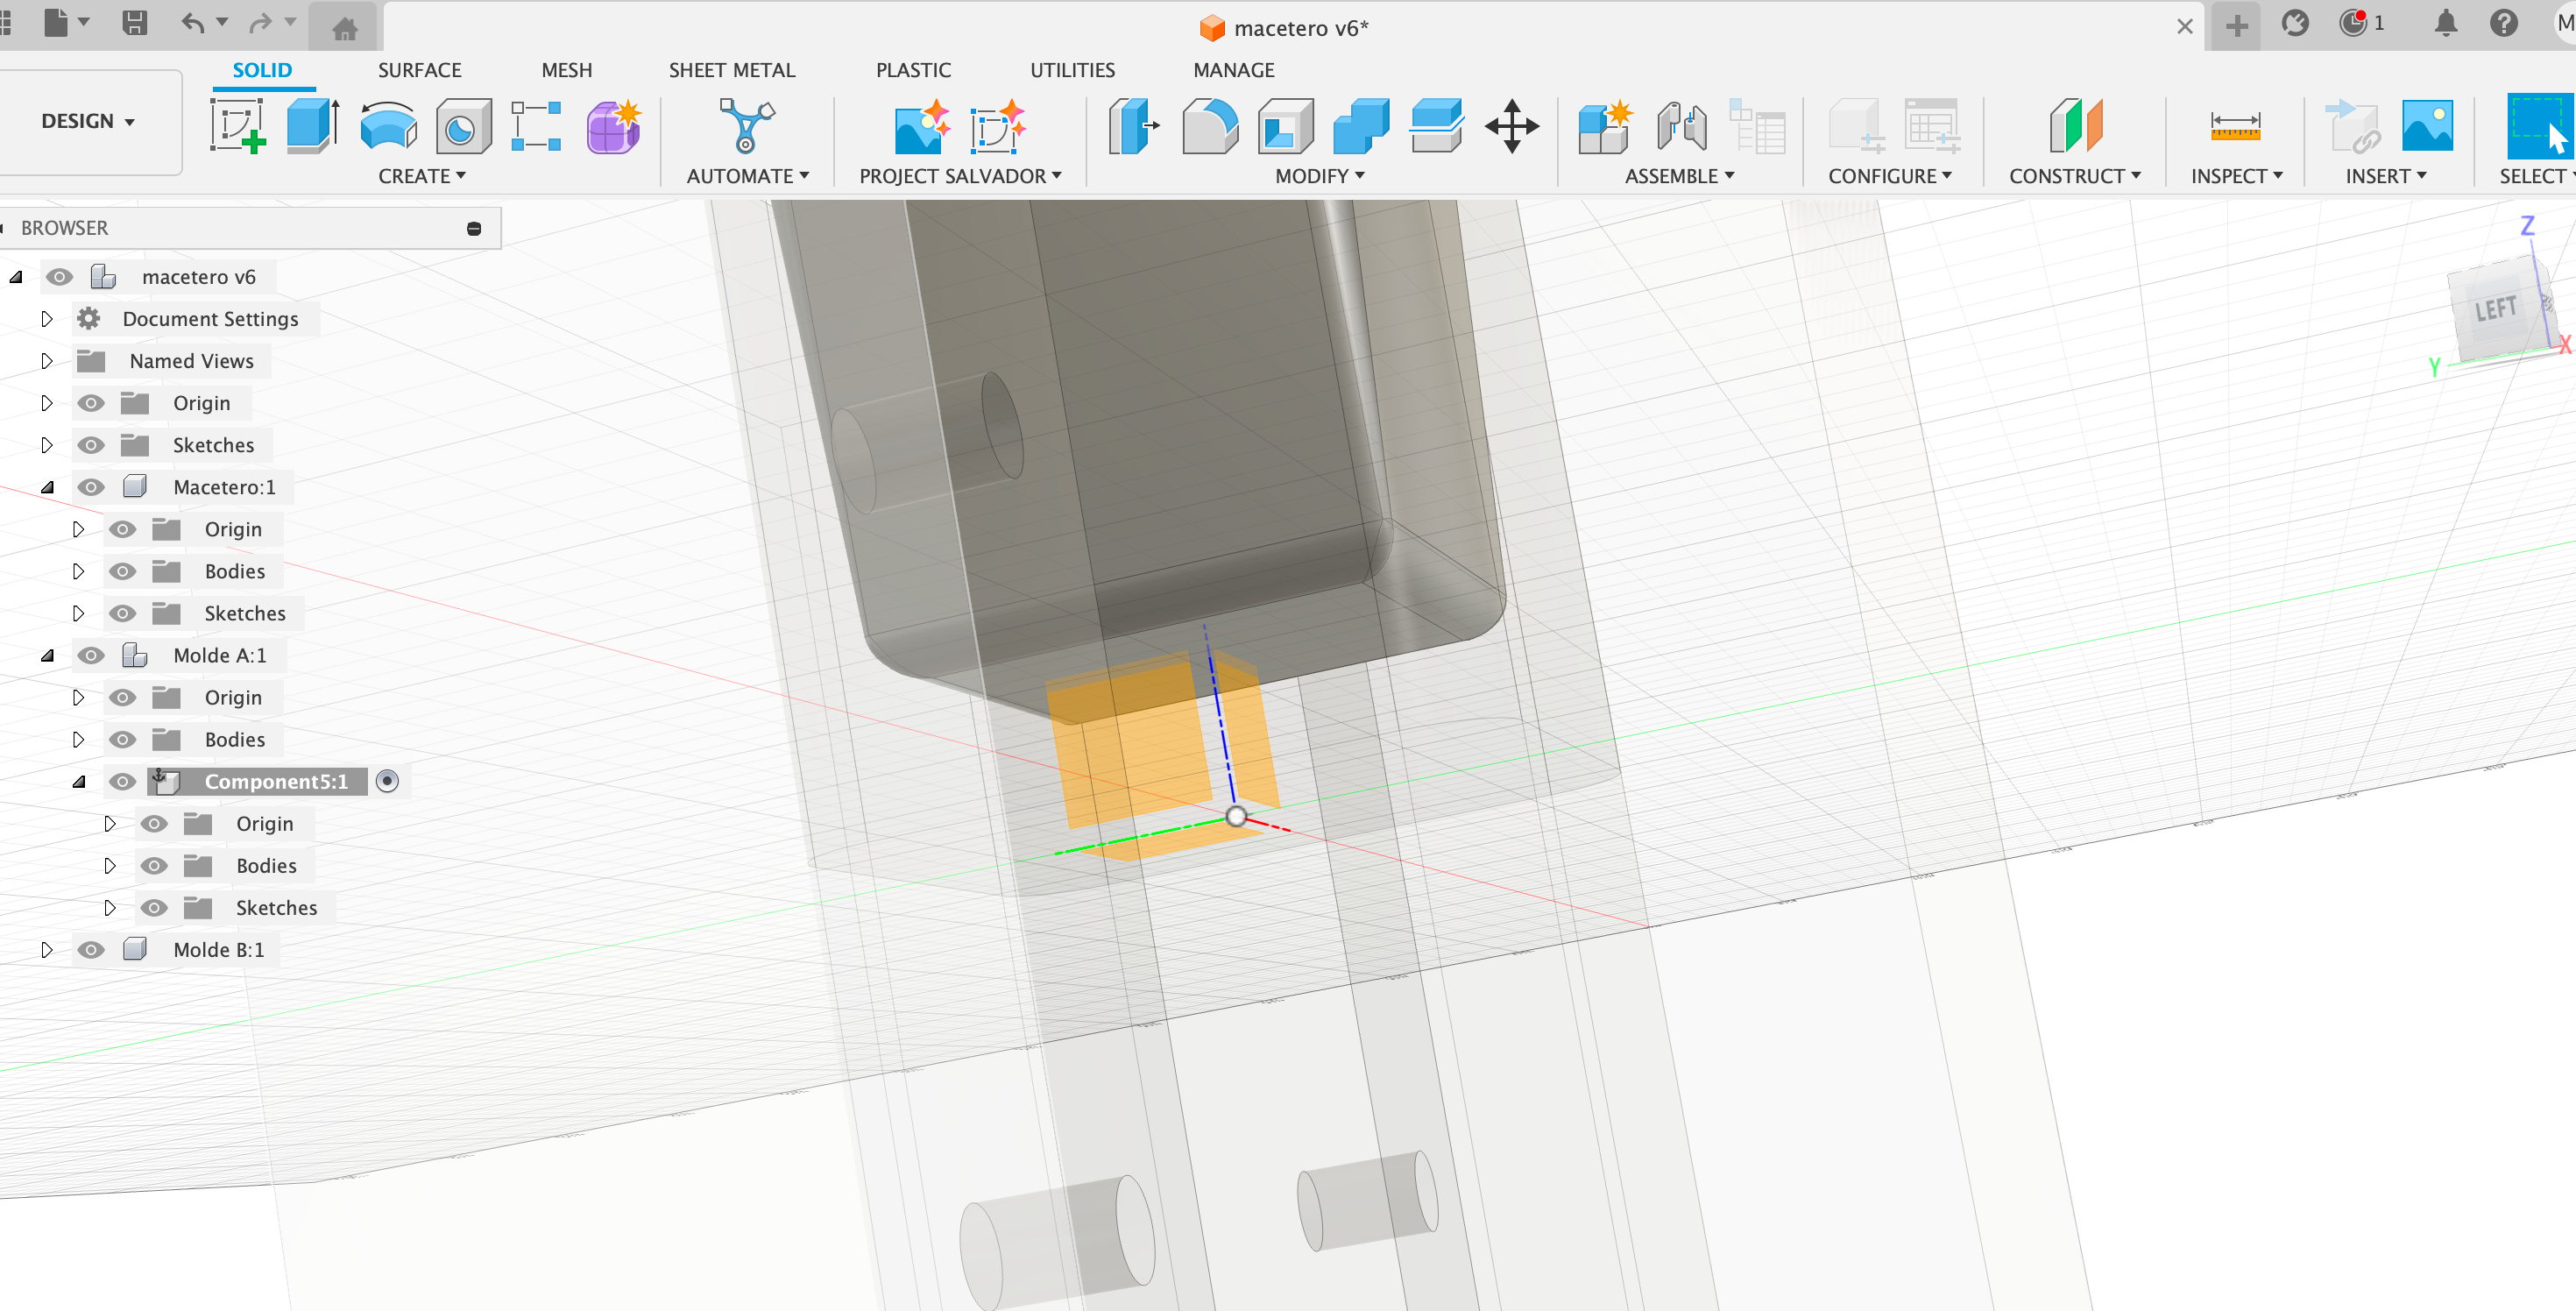 macetero v6*
1
M
SOLID SURFACE MESH SHEET METAL PLASTIC UTILITIES MANAGE
DESIGN
CREATE AUTOMATE PROJECT SALVADOR MODIFY ASSEMBLE CONFIGURE CONSTRUCT INSPECT INSERT SELECT
BROWSER
macetero v6
Document Settings
Named Views
Origin
Sketches
Macetero:1
Origin
Bodies
Sketches
Molde A:1
Origin
Bodies
Component5:1
Origin
Bodies
Sketches
Molde B:1
Z
LEFT
X
Y